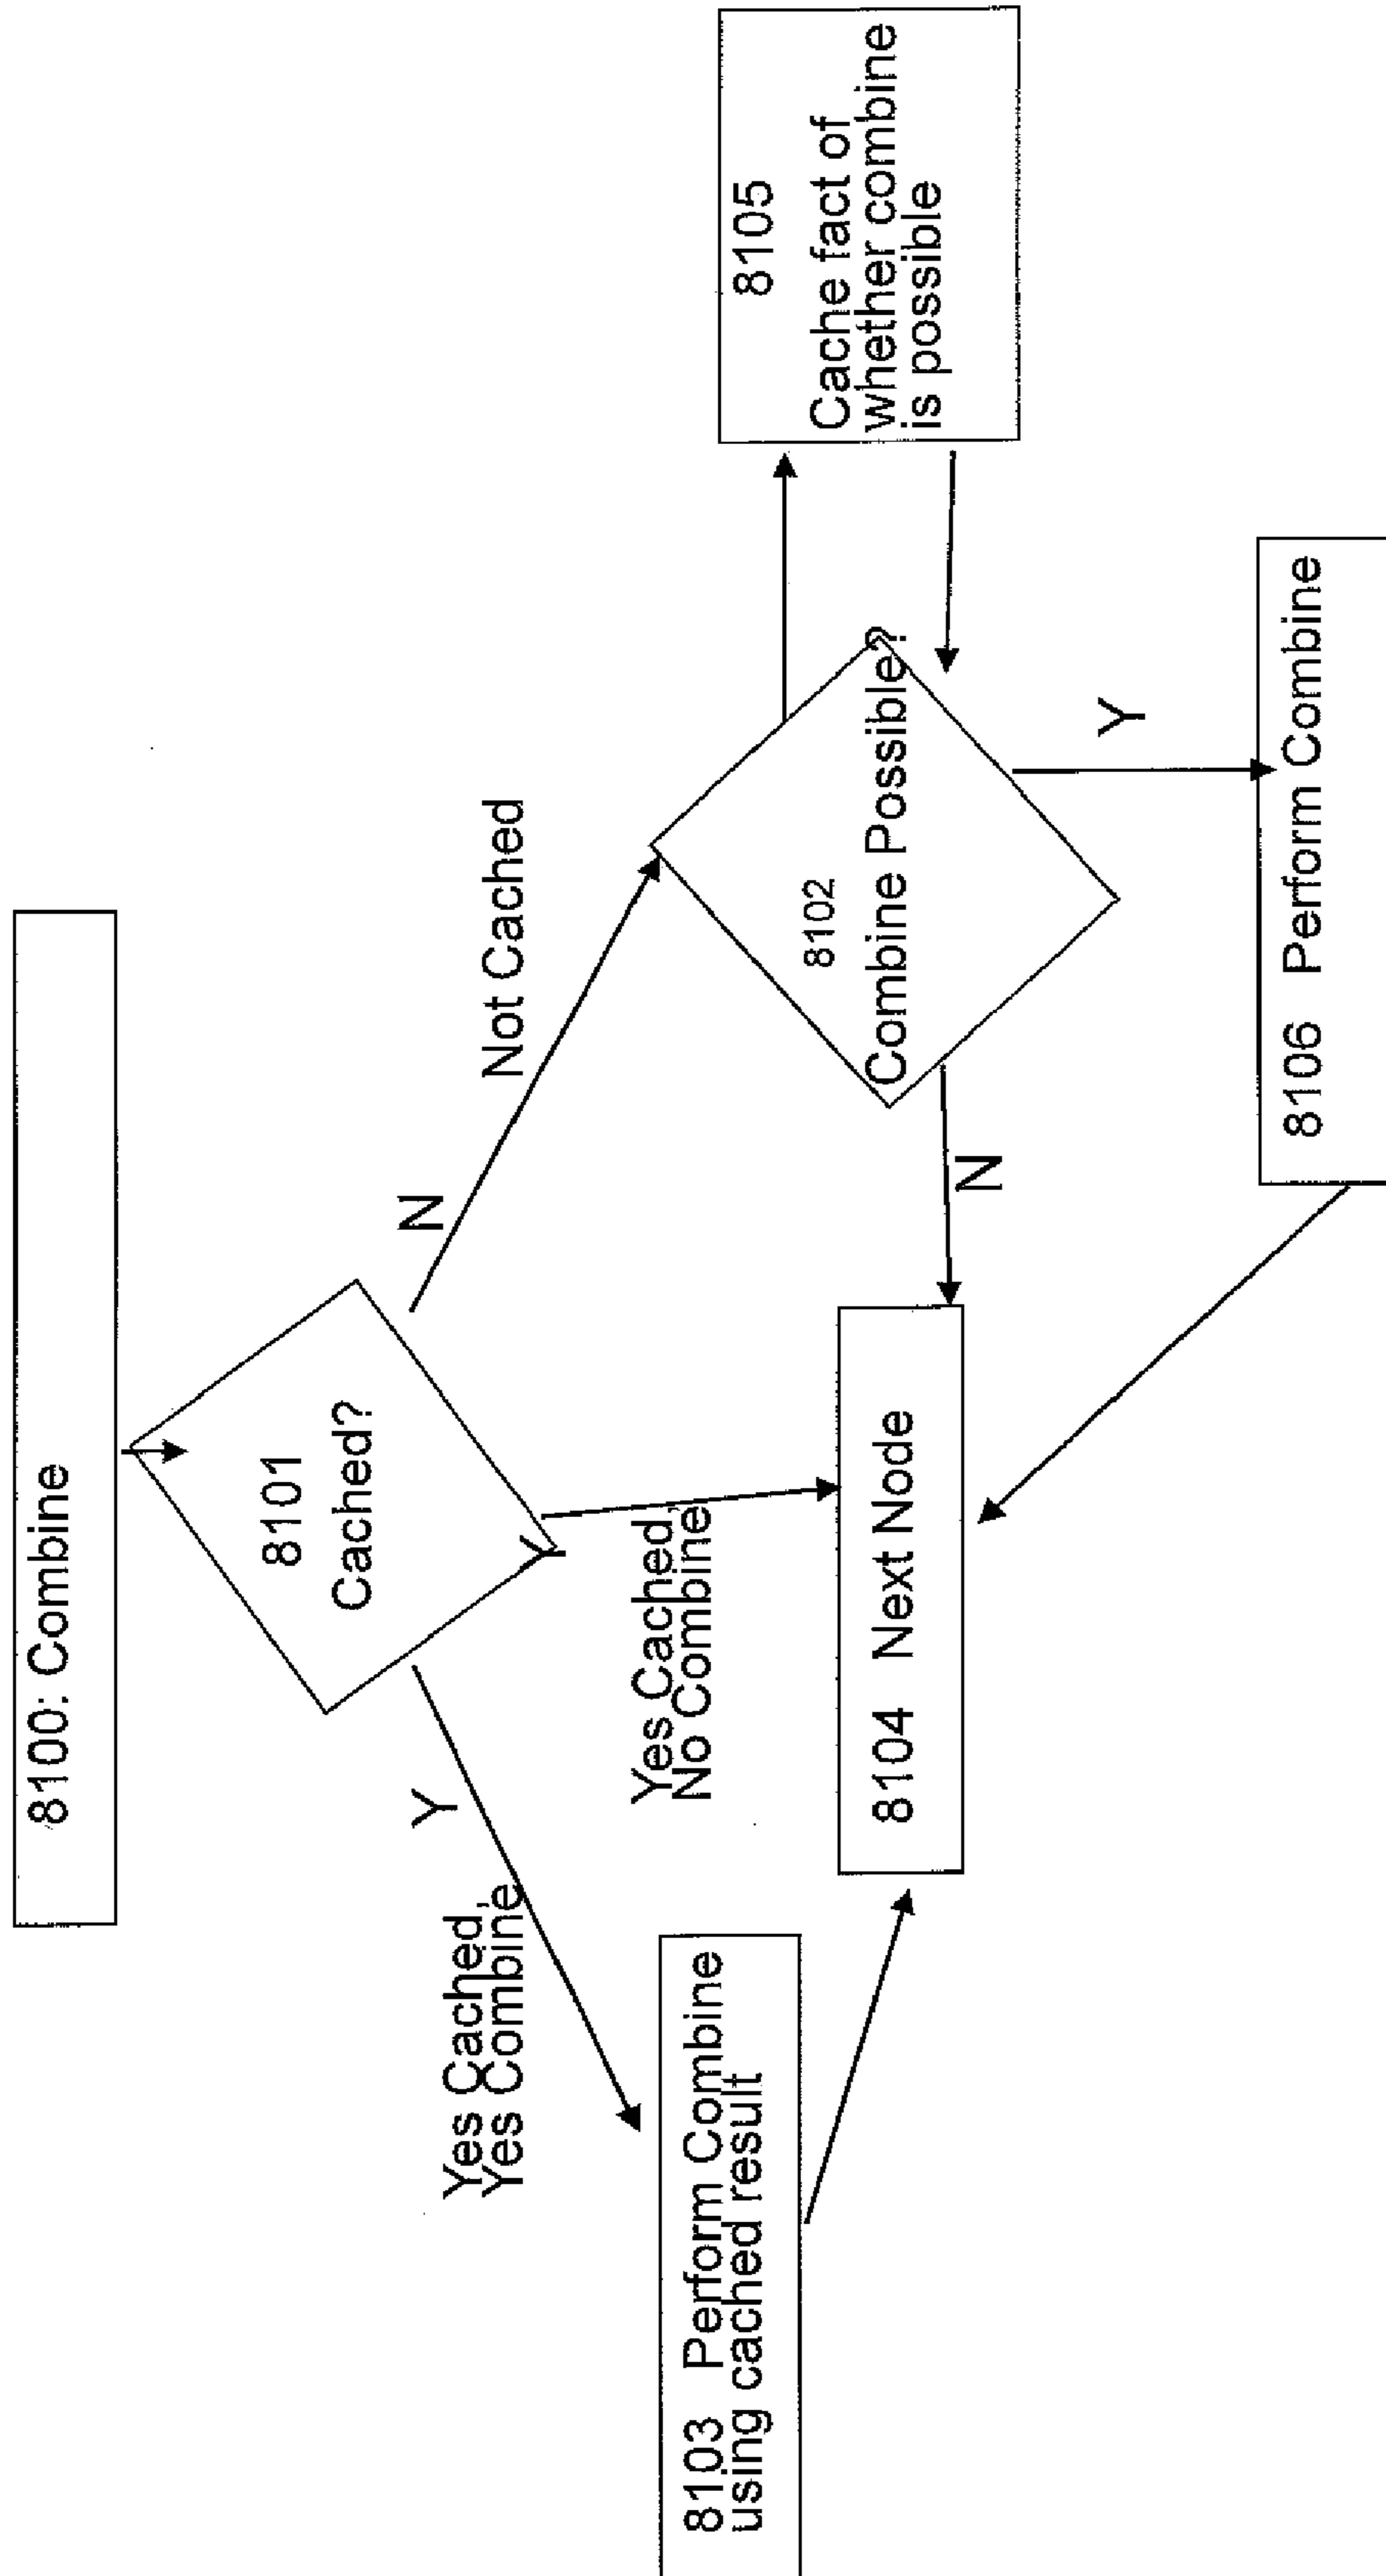 8100: Combine
8101
Cached?
N
Not Cached
Y
Yes Cached,
Yes Combine
Y
Yes Cached,
No Combine
8102
Combine Possible?
8105
Cache fact of
whether combine
is possible
N
Y
8103 Perform Combine
using cached result
8104 Next Node
8106 Perform Combine